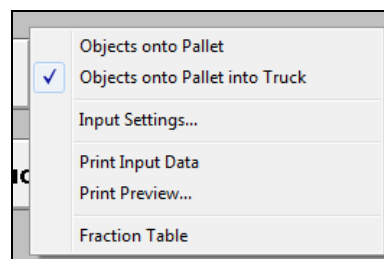 Objects onto Pallet
Objects onto Pallet into Truck
Input Settings...
Print Input Data
Print Preview...
Fraction Table